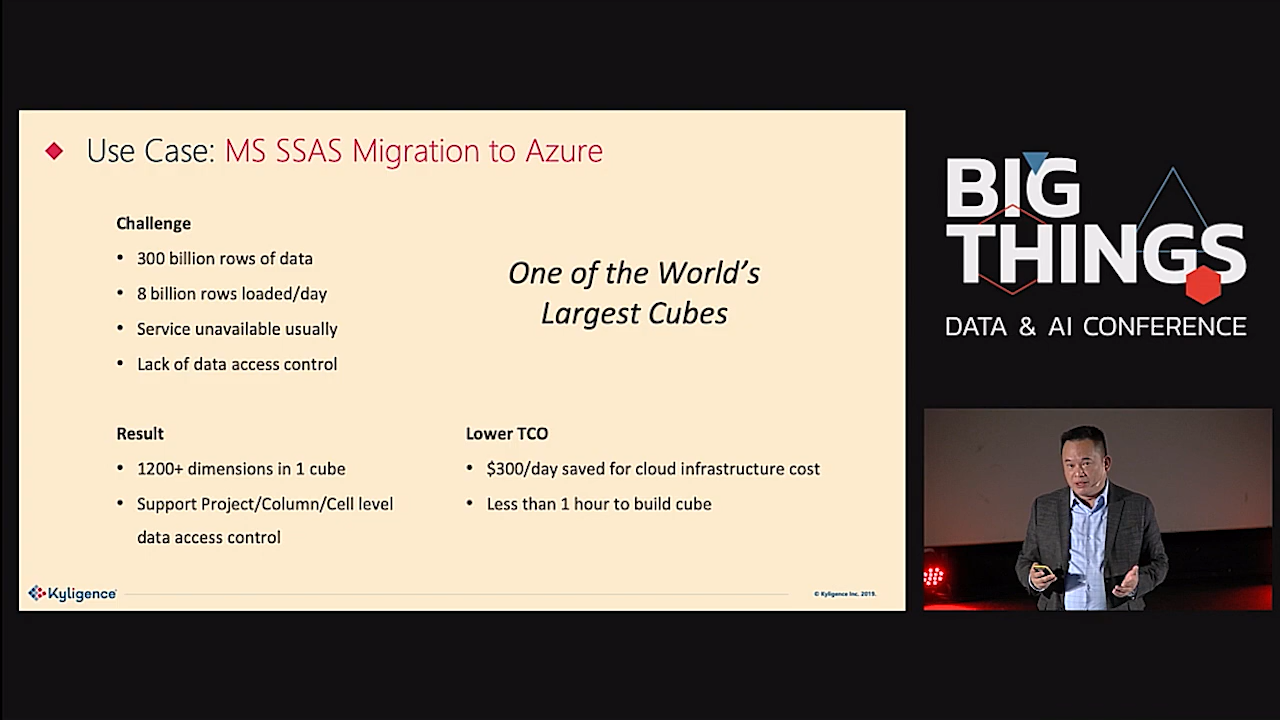 Use Case: MS SSAS Migration to Azure
Challenge
• 300 billion rows of data
• 8 billion rows loaded/day
• Service unavailable usually
• Lack of data access control
One of the World's
Largest Cubes
Result
• 1200+ dimensions in 1 cube
• Support Project/Column/Cell level
data access control
Lower TCO
• $300/day saved for cloud infrastructure cost
• Less than 1 hour to build cube
Kyligence
© Kyligence Inc. 2019.
BIG
THINGS
DATA & AI CONFERENCE